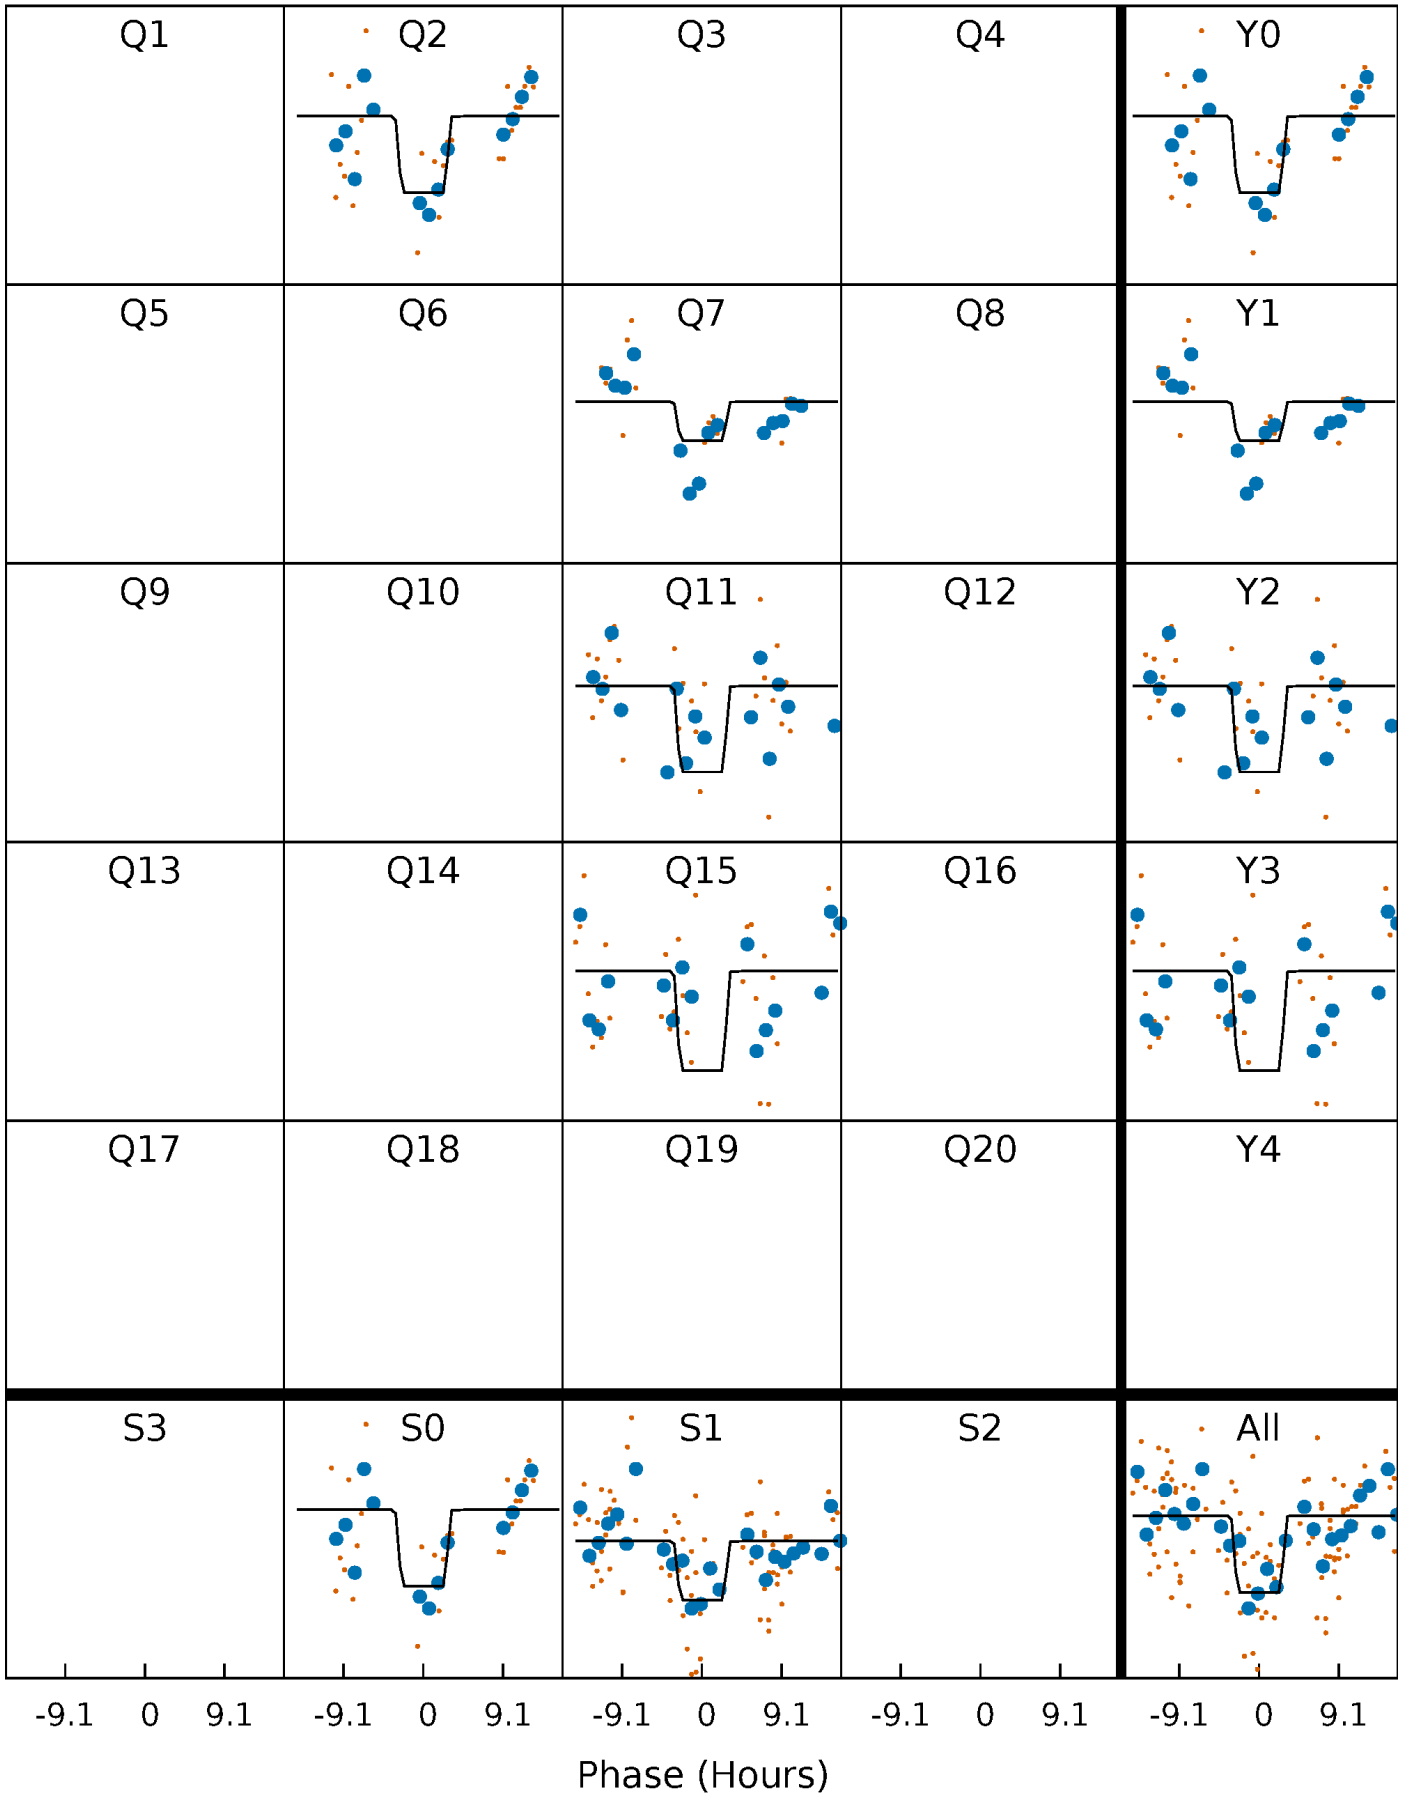 Q1 Q2 Q3 Q4 Y0
Q5 Q6 Q7 Q8 Y1
Q9 Q10 Q11 Q12 Y2
Q13 Q14 Q15 Q16 Y3
Q17 Q18 Q19 Q20 Y4
S3 S0 S1 S2 All
-9.1 0 9.1 -9.1 0 9.1 -9.1 0 9.1 -9.1 0 9.1 -9.1 0 9.1
Phase (Hours)